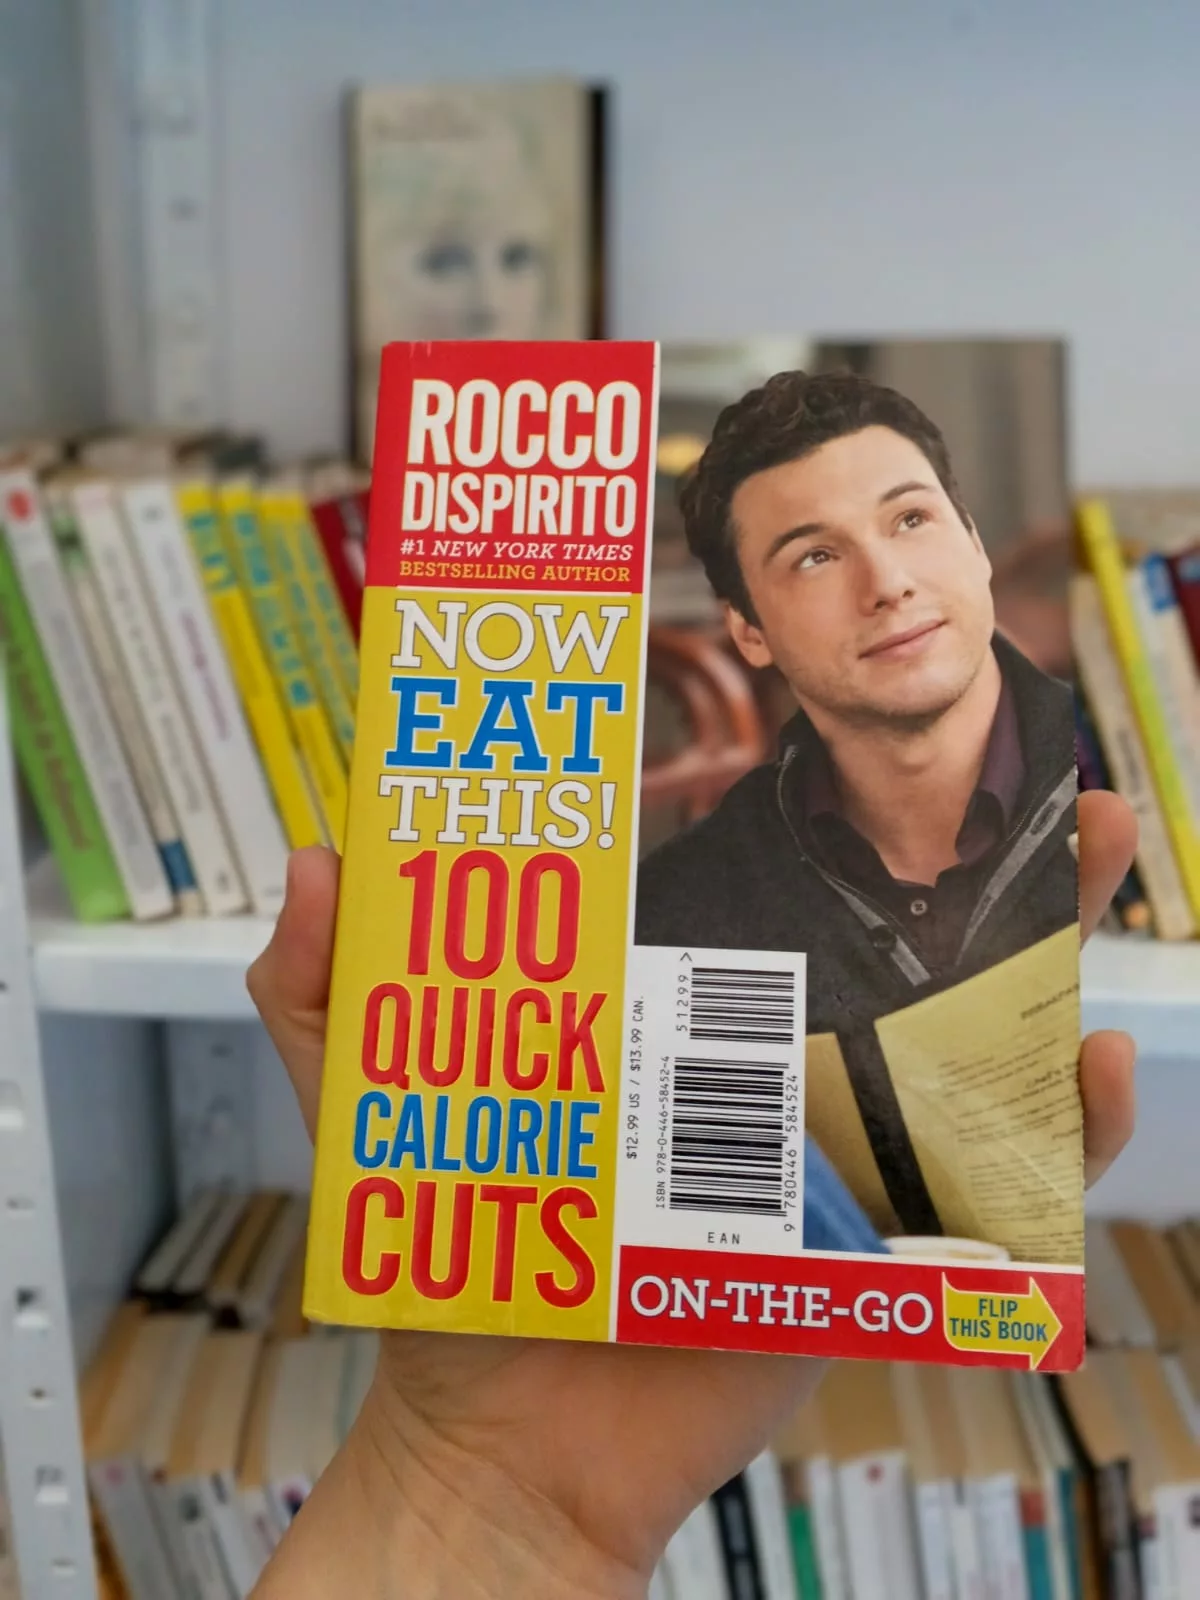 ROCCO
DISPIRITO
#1 NEW YORK TIMES
BESTSELLING AUTHOR
NOW
EAT
THIS!
100
QUICK
CALORIE
CUTS
51299 >
$12.99 US / $13.99 CAN.
ISBN 978-0-446-58452-4
9 780446 584524
EAN
ON-THE-GO
FLIP
THIS BOOK